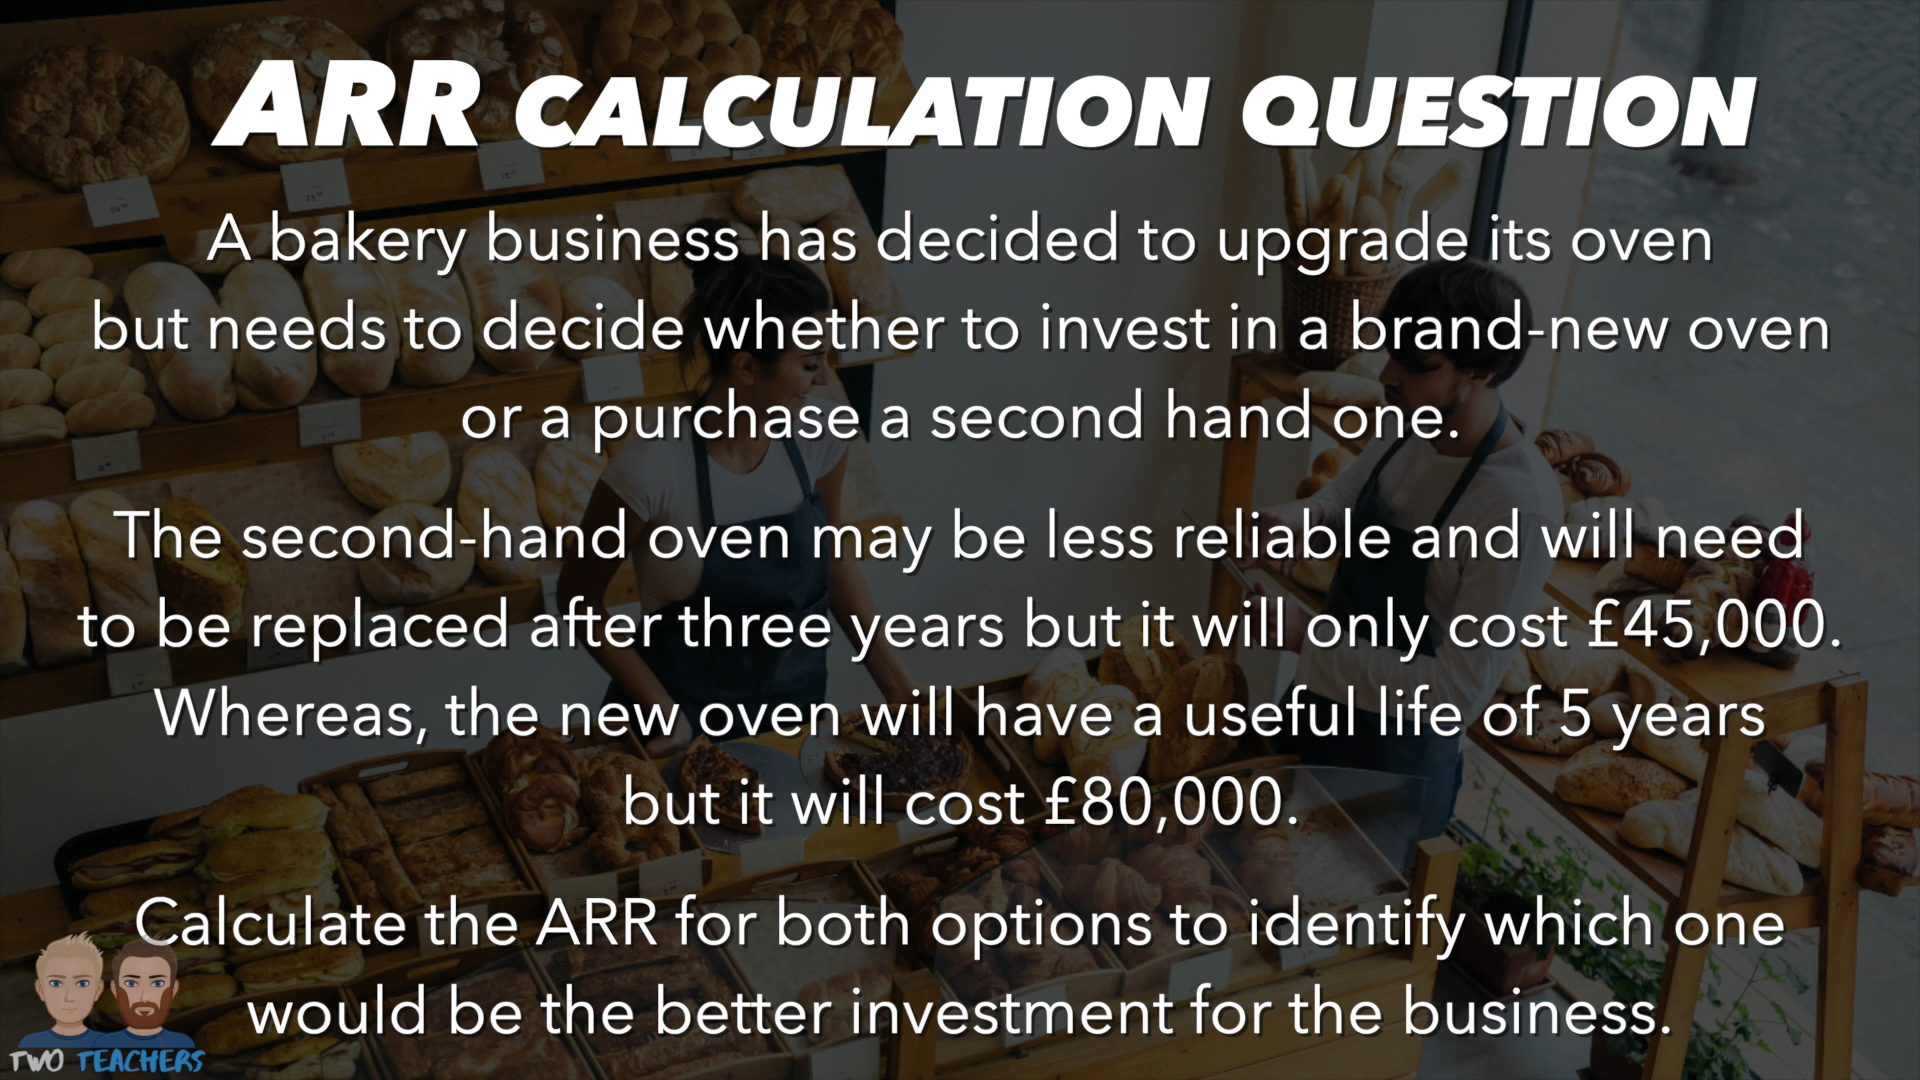 ARR CALCULATION QUESTION
A bakery business has decided to upgrade its oven
but needs to decide whether to invest in a brand-new oven
or a purchase a second hand one.
The second-hand oven may be less reliable and will need
to be replaced after three years but it will only cost £45,000.
Whereas, the new oven will have a useful life of 5 years
but it will cost £80,000.
Calculate the ARR for both options to identify which one
would be the better investment for the business.
TWO TEACHERS